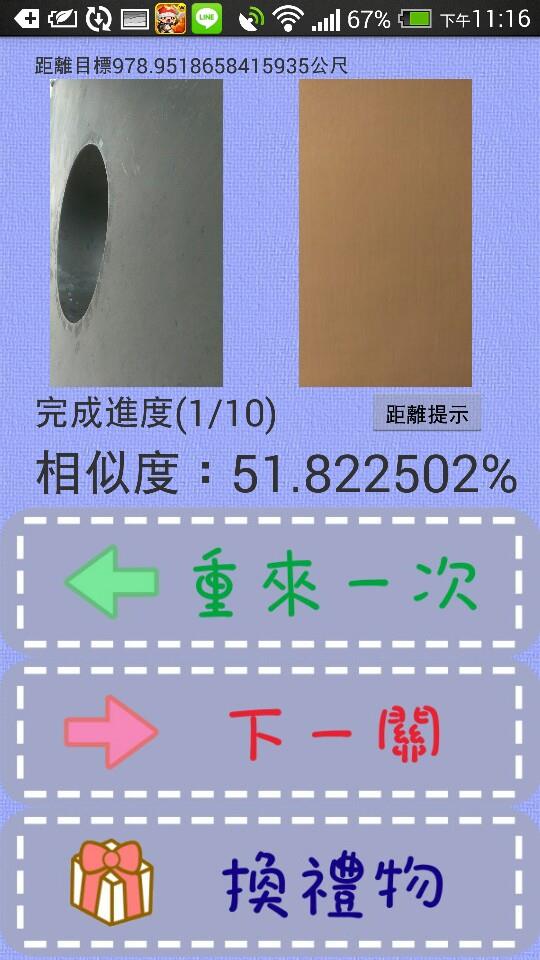 LINE 67% 下午11:16
距離目標978.9518658415935公尺
完成進度(1/10) 距離提示
相似度：51.822502%
重來一次
下一關
換禮物